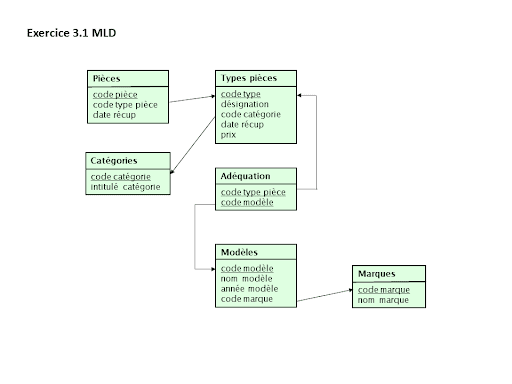 Exercice 3.1 MLD
Pièces
code pièce
code type pièce
date récup
Types pièces
code type
désignation
code catégorie
date récup
prix
Catégories
code catégorie
intitulé catégorie
Adéquation
code type pièce
code modèle
Modèles
code modèle
nom modèle
année modèle
code marque
Marques
code marque
nom marque